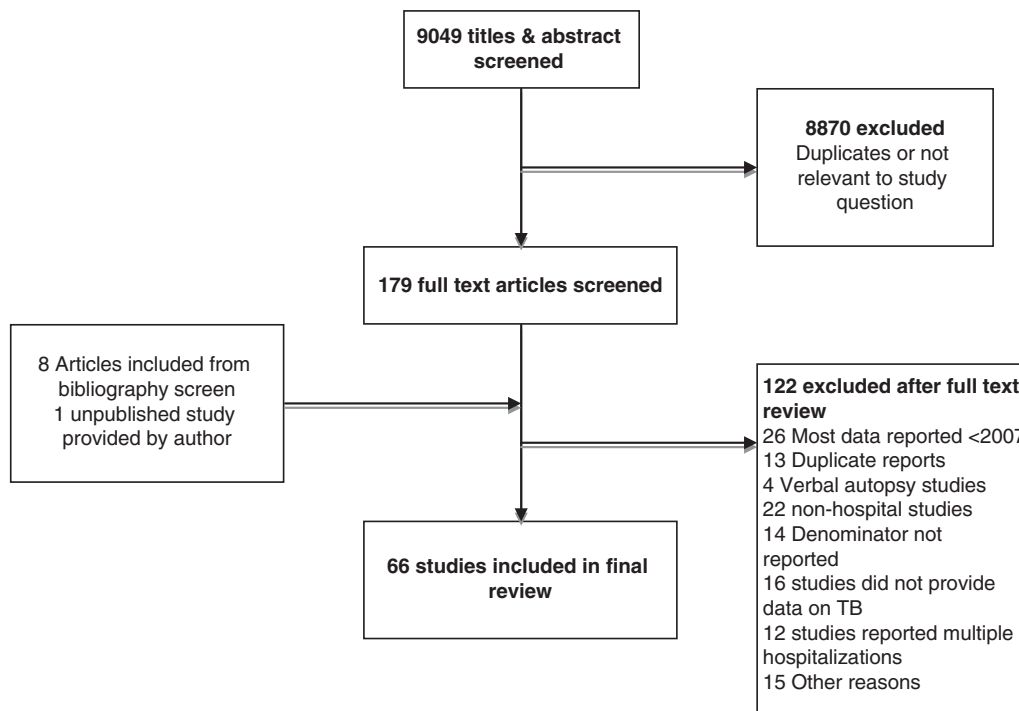 9049 titles & abstract
screened
8870 excluded
Duplicates or not
relevant to study
question
179 full text articles screened
8 Articles included from
bibliography screen
1 unpublished study
provided by author
122 excluded after full text
review
26 Most data reported <2007
13 Duplicate reports
4 Verbal autopsy studies
22 non-hospital studies
14 Denominator not
reported
16 studies did not provide
data on TB
12 studies reported multiple
hospitalizations
15 Other reasons
66 studies included in final
review